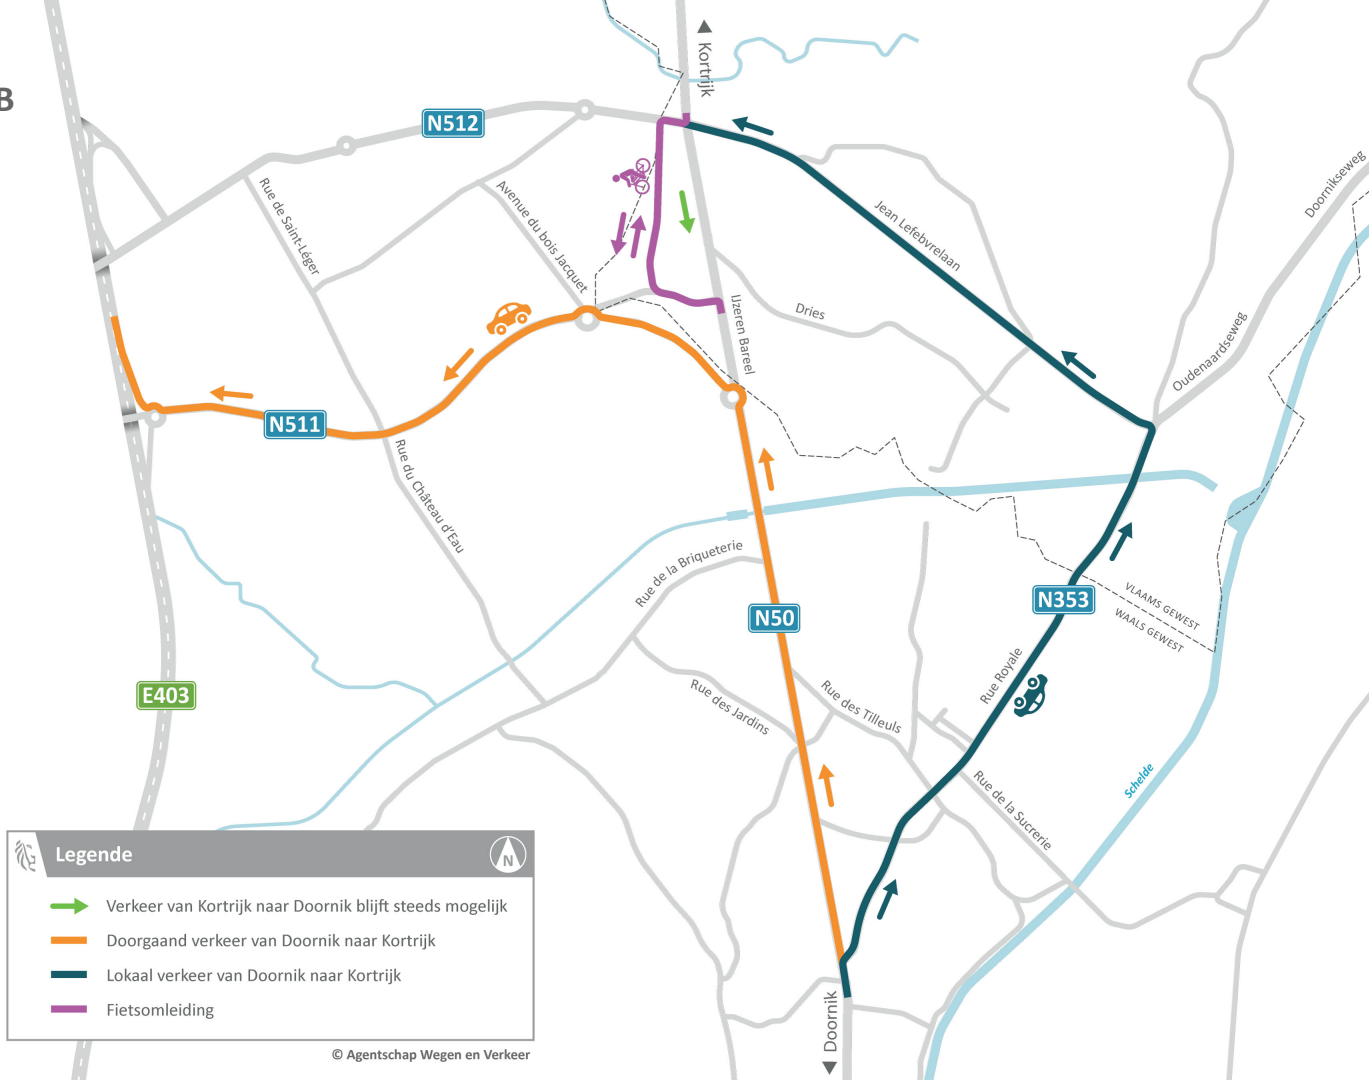 B
Kortrijk
N512
Rue de Saint-Léger
Avenue du bois Jacquet
Jean Lefebvrelaan
Doornikseweg
Oudenaardseweg
IJzeren Bareel
Dries
N511
Rue du Château d'Eau
Rue de la Briqueterie
N50
N353
VLAAMS GEWEST
WAALS GEWEST
Rue Royale
E403
Rue des Jardins
Rue des Tilleuls
Rue de la Sucrerie
Schelde
Doornik
Legende
N
Verkeer van Kortrijk naar Doornik blijft steeds mogelijk
Doorgaand verkeer van Doornik naar Kortrijk
Lokaal verkeer van Doornik naar Kortrijk
Fietsomleiding
© Agentschap Wegen en Verkeer